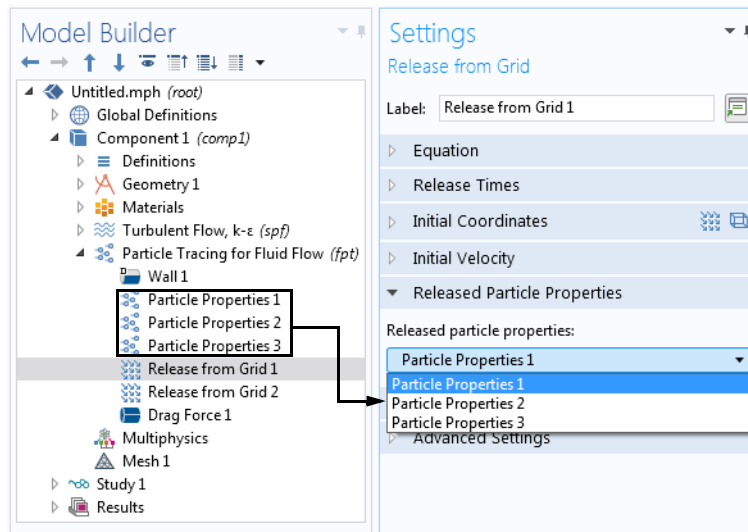 Model Builder
Untitled.mph (root)
Global Definitions
Component 1 (comp1)
Definitions
Geometry 1
Materials
Turbulent Flow, k-ε (spf)
Particle Tracing for Fluid Flow (fpt)
Wall 1
Particle Properties 1
Particle Properties 2
Particle Properties 3
Release from Grid 1
Release from Grid 2
Drag Force 1
Multiphysics
Mesh 1
Study 1
Results
Settings
Release from Grid
Label: Release from Grid 1
Equation
Release Times
Initial Coordinates
Initial Velocity
Released Particle Properties
Released particle properties:
Particle Properties 1
Particle Properties 1
Particle Properties 2
Particle Properties 3
Advanced Settings